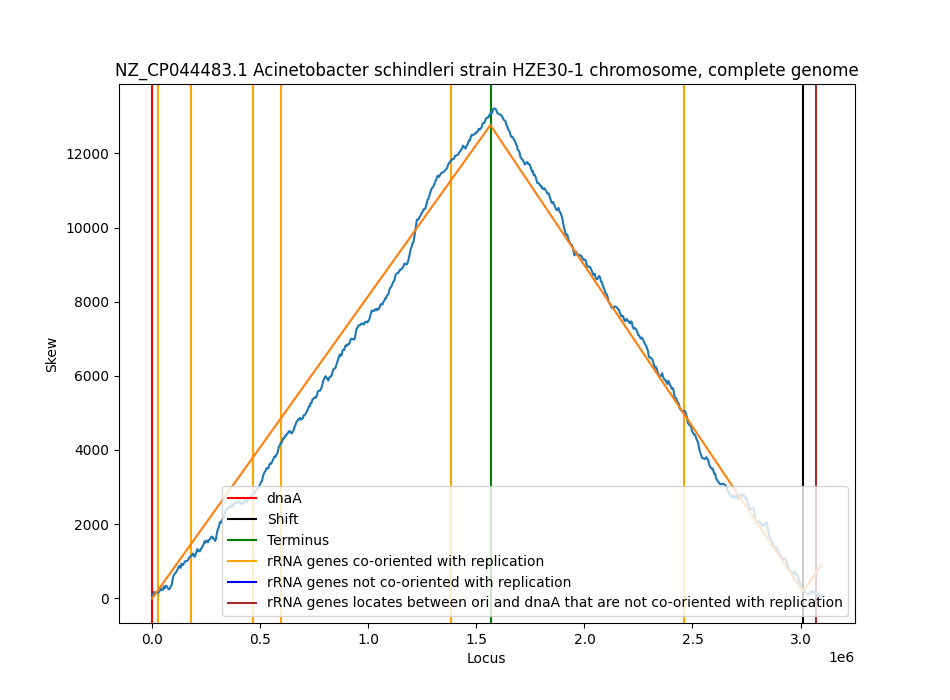 NZ_CP044483.1 Acinetobacter schindleri strain HZE30-1 chromosome, complete genome
Skew
12000
10000
8000
6000
4000
2000
0
dnaA
Shift
Terminus
rRNA genes co-oriented with replication
rRNA genes not co-oriented with replication
rRNA genes locates between ori and dnaA that are not co-oriented with replication
0.0 0.5 1.0 1.5 2.0 2.5 3.0
1e6
Locus